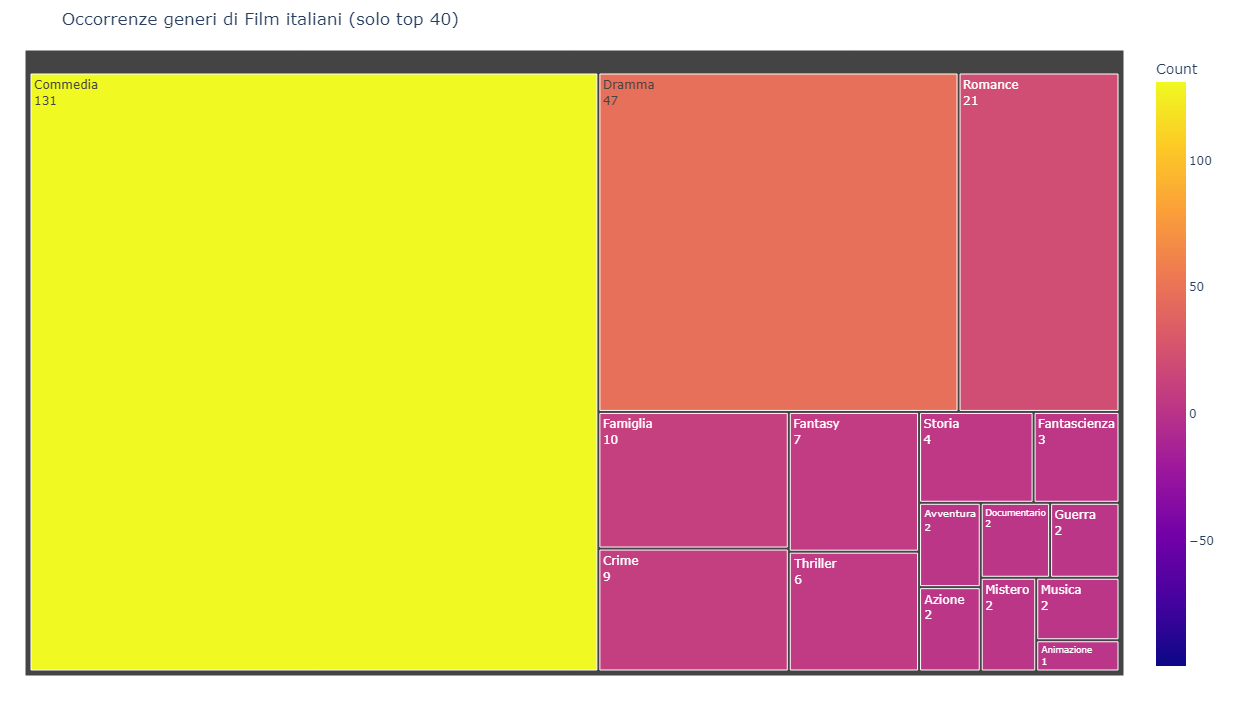 Occorrenze generi di Film italiani (solo top 40)
Commedia
131
Dramma
47
Romance
21
Famiglia
10
Fantasy
7
Storia
4
Fantascienza
3
Avventura
2
Documentario
2
Guerra
2
Crime
9
Thriller
6
Azione
2
Mistero
2
Musica
2
Animazione
1
Count
100
50
0
−50